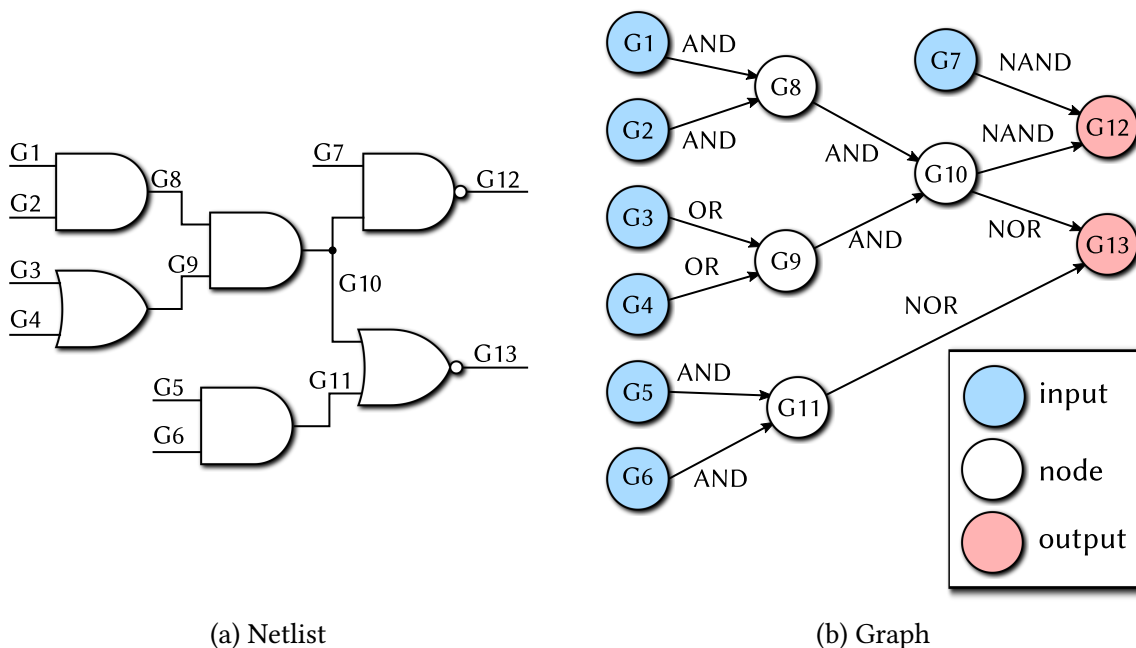 G1
G2
G3
G4
G8
G9
G7
G12
G10
G5
G6
G11
G13
(a) Netlist
G1
AND
G2
AND
G8
AND
G3
OR
G4
OR
G9
AND
G10
G7
NAND
NAND
G12
NOR
G13
NOR
G5
AND
G6
AND
G11
input
node
output
(b) Graph